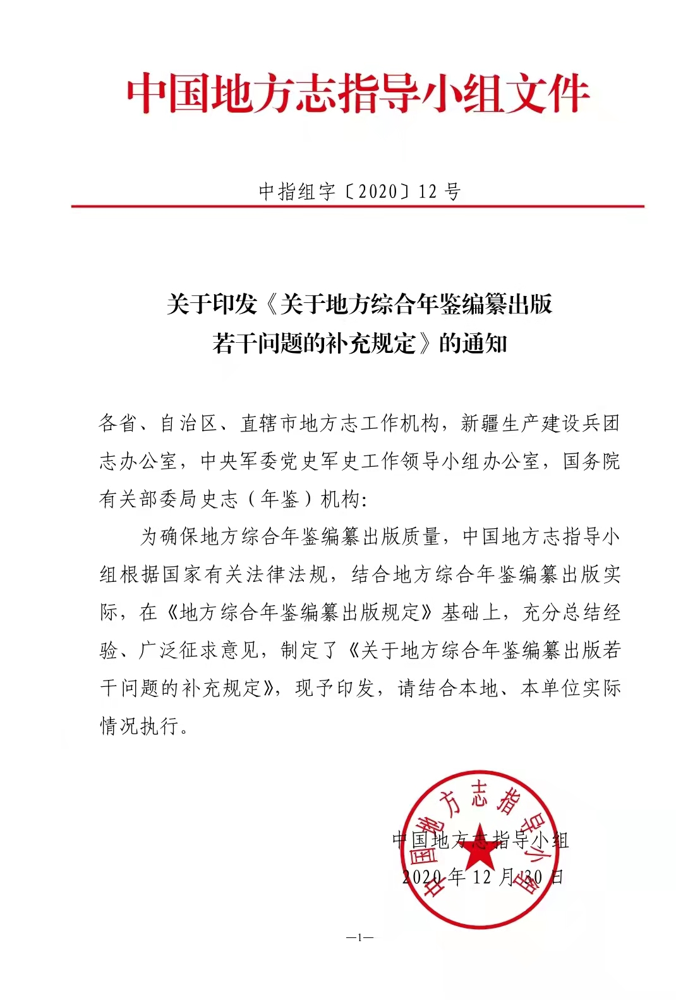 中国地方志指导小组文件
中指组字〔2020〕12号
关于印发《关于地方综合年鉴编纂出版
若干问题的补充规定》的通知
各省、自治区、直辖市地方志工作机构，新疆生产建设兵团
志办公室，中央军委党史军史工作领导小组办公室，国务院
有关部委局史志（年鉴）机构：
为确保地方综合年鉴编纂出版质量，中国地方志指导小
组根据国家有关法律法规，结合地方综合年鉴编纂出版实
际，在《地方综合年鉴编纂出版规定》基础上，充分总结经
验、广泛征求意见，制定了《关于地方综合年鉴编纂出版若
干问题的补充规定》，现予印发，请结合本地、本单位实际
情况执行。
中国地方志指导小组
中国地方志指导小组
2020年12月30日
—1—